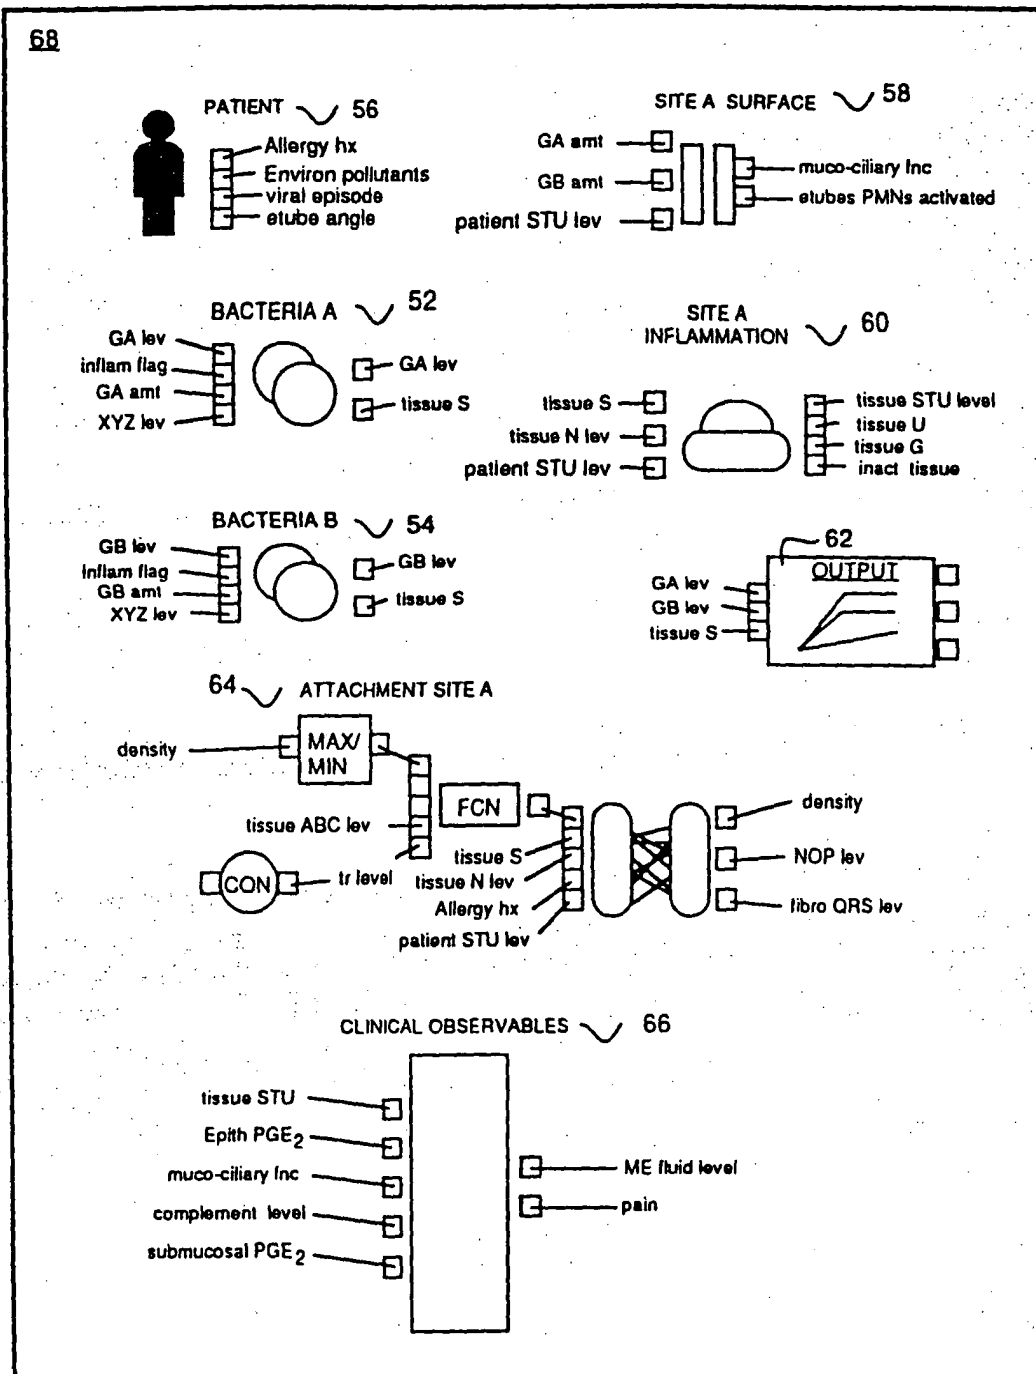 68
PATIENT 56
Allergy hx
Environ pollutants
viral episode
etube angle
SITE A SURFACE 58
GA amt
GB amt
patient STU lev
muco-ciliary Inc
etubes PMNs activated
BACTERIA A 52
GA lev
inflam flag
GA amt
XYZ lev
GA lev
tissue S
SITE A
INFLAMMATION 60
tissue S
tissue N lev
patient STU lev
tissue STU level
tissue U
tissue G
inact tissue
BACTERIA B 54
GB lev
Inflam flag
GB amt
XYZ lev
GB lev
tissue S
62
OUTPUT
GA lev
GB lev
tissue S
64 ATTACHMENT SITE A
density
MAX/
MIN
FCN
tissue ABC lev
CON
tr level
tissue S
tissue N lev
Allergy hx
patient STU lev
density
NOP lev
fibro QRS lev
CLINICAL OBSERVABLES 66
tissue STU
Epith PGE2
muco-ciliary Inc
complement level
submucosal PGE2
ME fluid level
pain